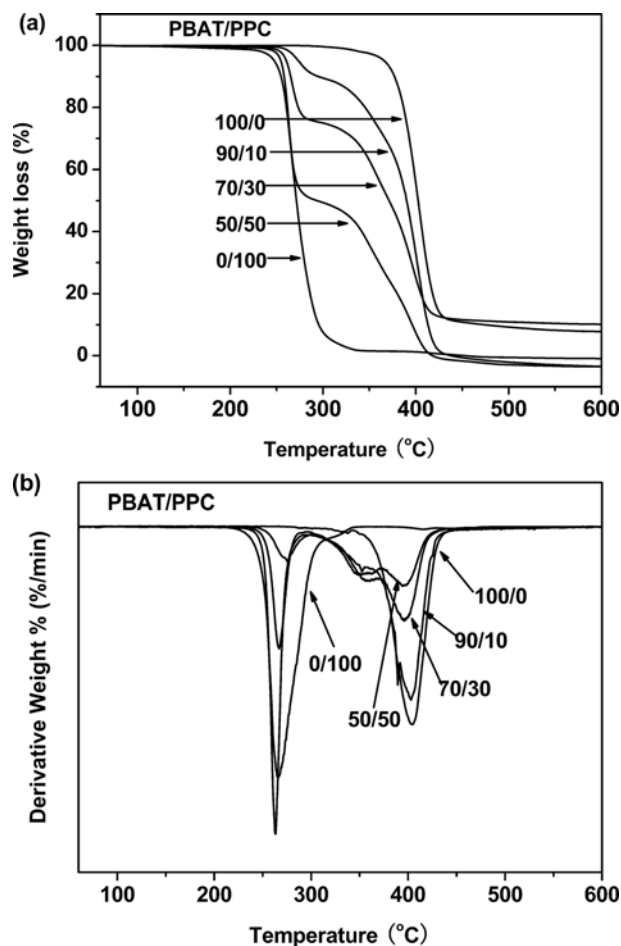 (a)
PBAT/PPC
100
80
60
40
20
0
100/0
90/10
70/30
50/50
0/100
Weight loss (%)
100 200 300 400 500 600
Temperature (°C)
(b)
PBAT/PPC
100/0
90/10
0/100
70/30
50/50
Derivative Weight % (%/min)
100 200 300 400 500 600
Temperature (°C)